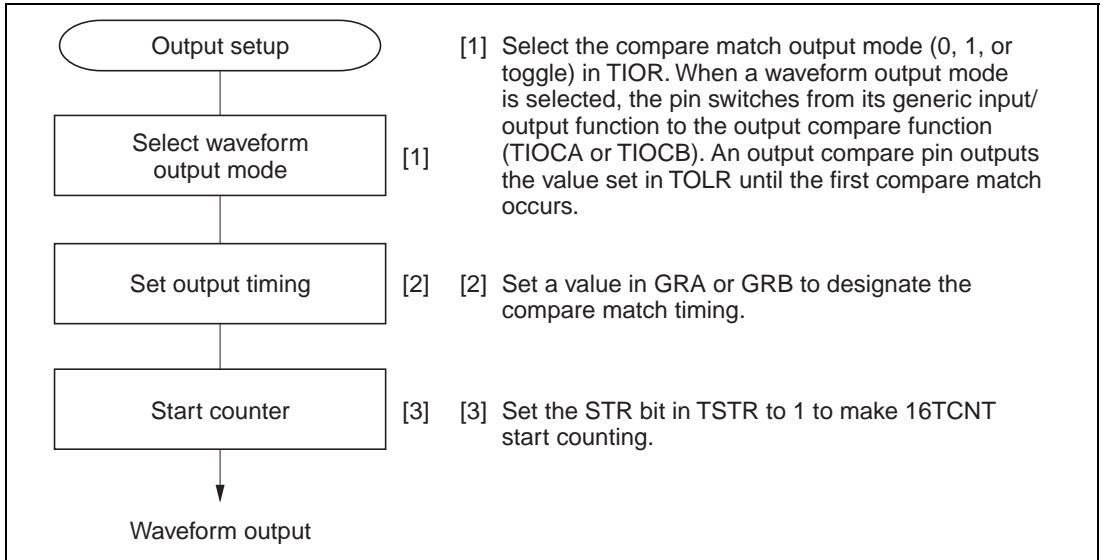 Output setup
Select waveform
output mode
[1]
Set output timing
[2]
Start counter
[3]
Waveform output
[1] Select the compare match output mode (0, 1, or
toggle) in TIOR. When a waveform output mode
is selected, the pin switches from its generic input/
output function to the output compare function
(TIOCA or TIOCB). An output compare pin outputs
the value set in TOLR until the first compare match
occurs.
[2] Set a value in GRA or GRB to designate the
compare match timing.
[3] Set the STR bit in TSTR to 1 to make 16TCNT
start counting.